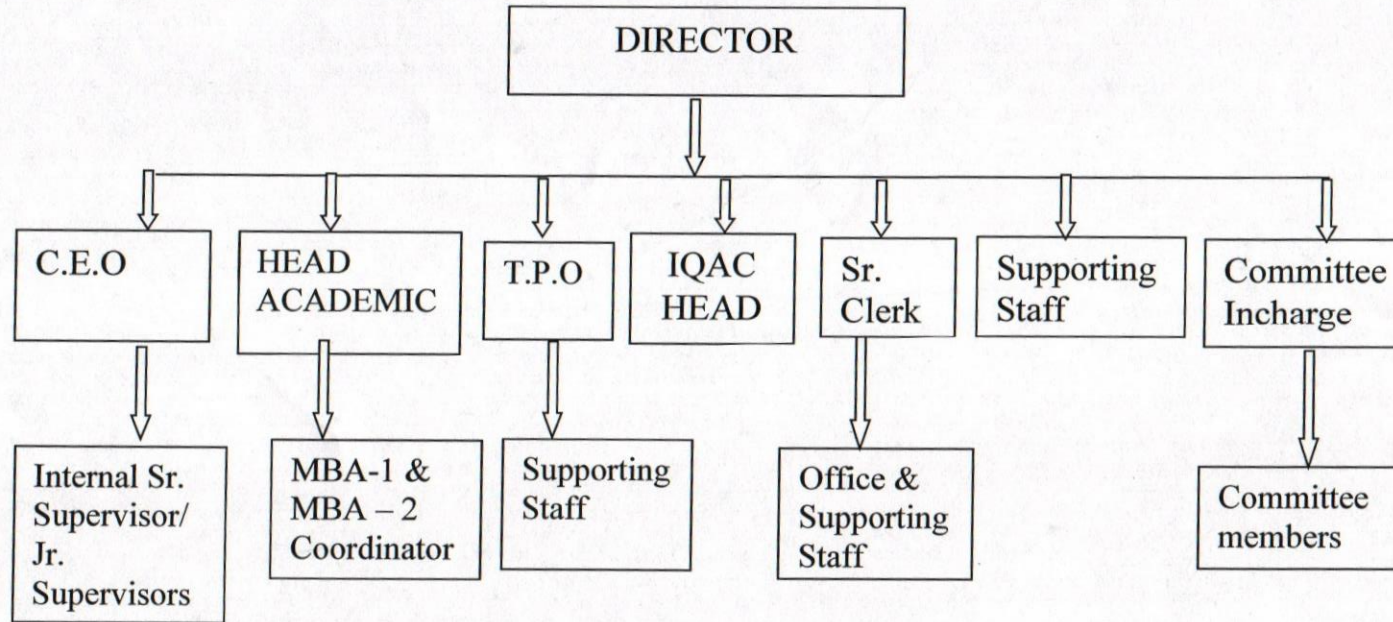 DIRECTOR
C.E.O
HEAD
ACADEMIC
T.P.O
IQAC
HEAD
Sr.
Clerk
Supporting
Staff
Committee
Incharge
Internal Sr.
Supervisor/
Jr.
Supervisors
MBA-1 &
MBA – 2
Coordinator
Supporting
Staff
Office &
Supporting
Staff
Committee
members